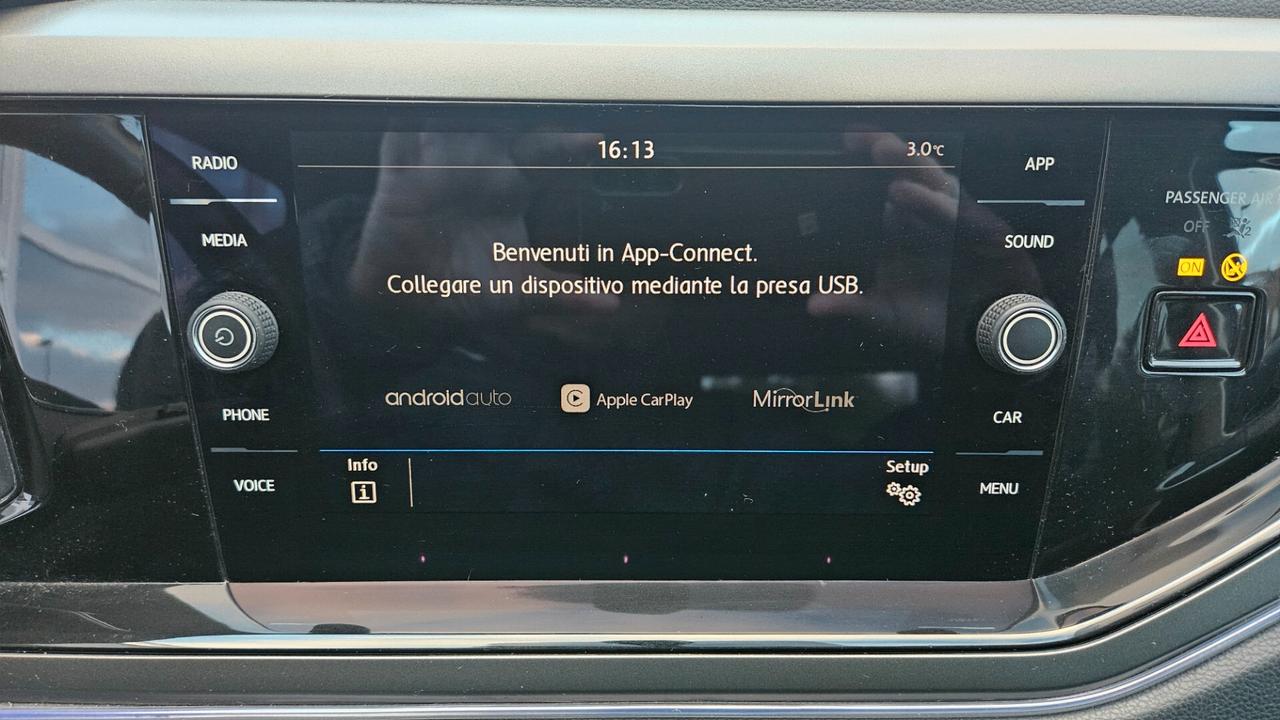 RADIO
MEDIA
PHONE
VOICE
16:13
3.0°C
Benvenuti in App-Connect.
Collegare un dispositivo mediante la presa USB.
androidauto
Apple CarPlay
MirrorLink
Info
Setup
APP
SOUND
CAR
MENU
PASSENGER AIR
OFF
ON